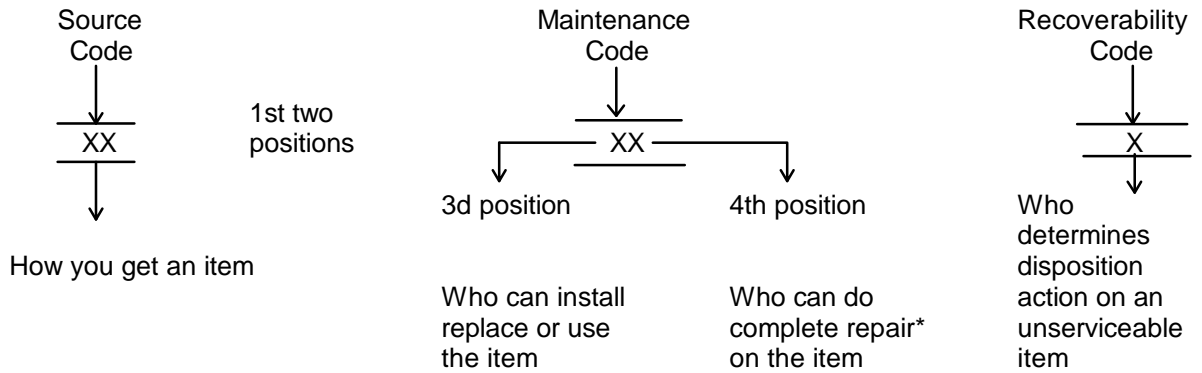 Source
Code
Maintenance
Code
Recoverability
Code
XX
1st two
positions
XX
X
3d position
4th position
How you get an item
Who can install
replace or use
the item
Who can do
complete repair*
on the item
Who
determines
disposition
action on an
unserviceable
item